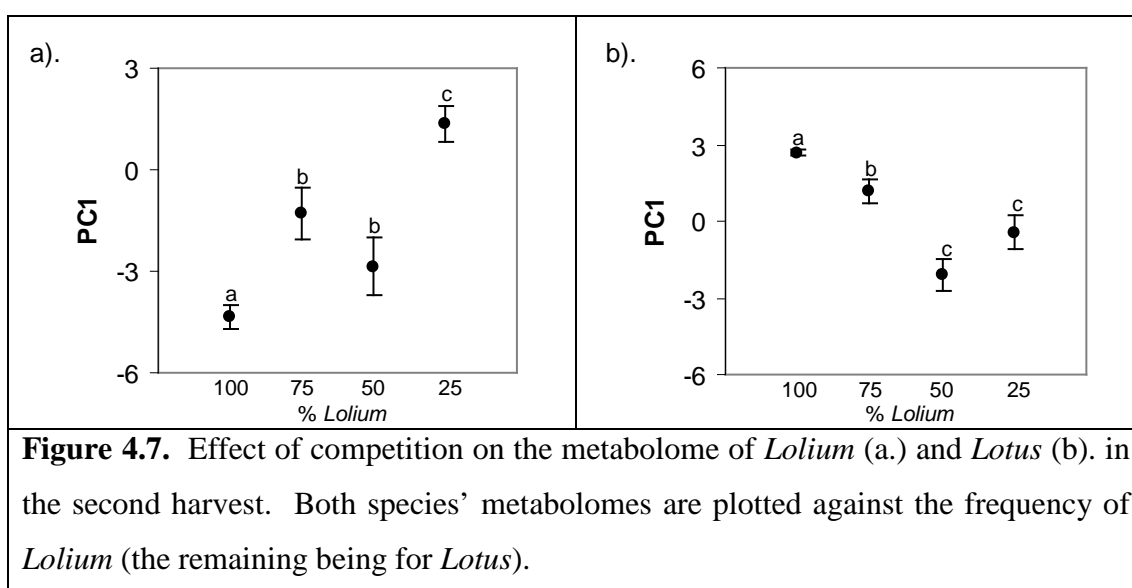 a).
3
0
-3
-6
PC1
a
b
b
c
100 75 50 25
% Lolium
b).
6
3
0
-3
-6
PC1
a
b
c
c
100 75 50 25
% Lolium
Figure 4.7. Effect of competition on the metabolome of Lolium (a.) and Lotus (b). in
the second harvest. Both species’ metabolomes are plotted against the frequency of
Lolium (the remaining being for Lotus).